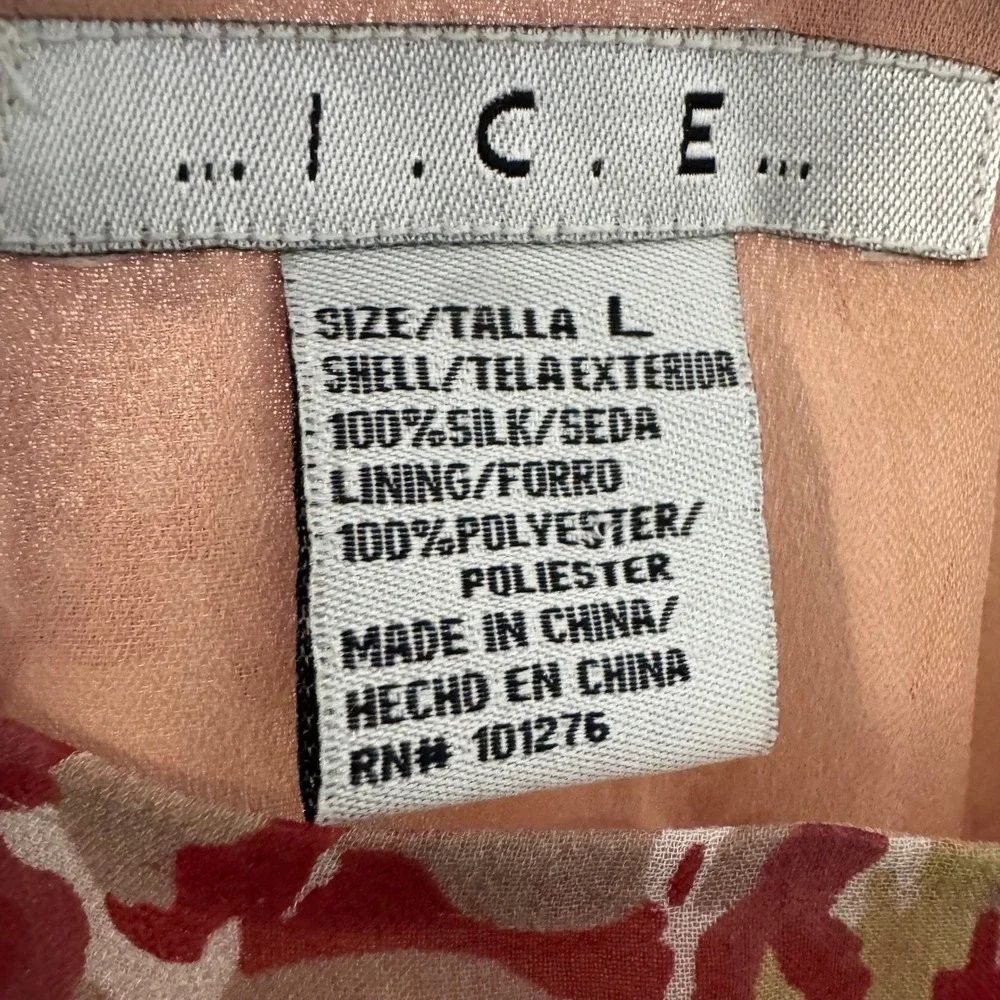 ... I . C . E ...
SIZE/TALLA L
SHELL/TELA EXTERIOR
100%SILK/SEDA
LINING/FORRO
100%POLYESTER/
POLIESTER
MADE IN CHINA/
HECHO EN CHINA
RN# 101276